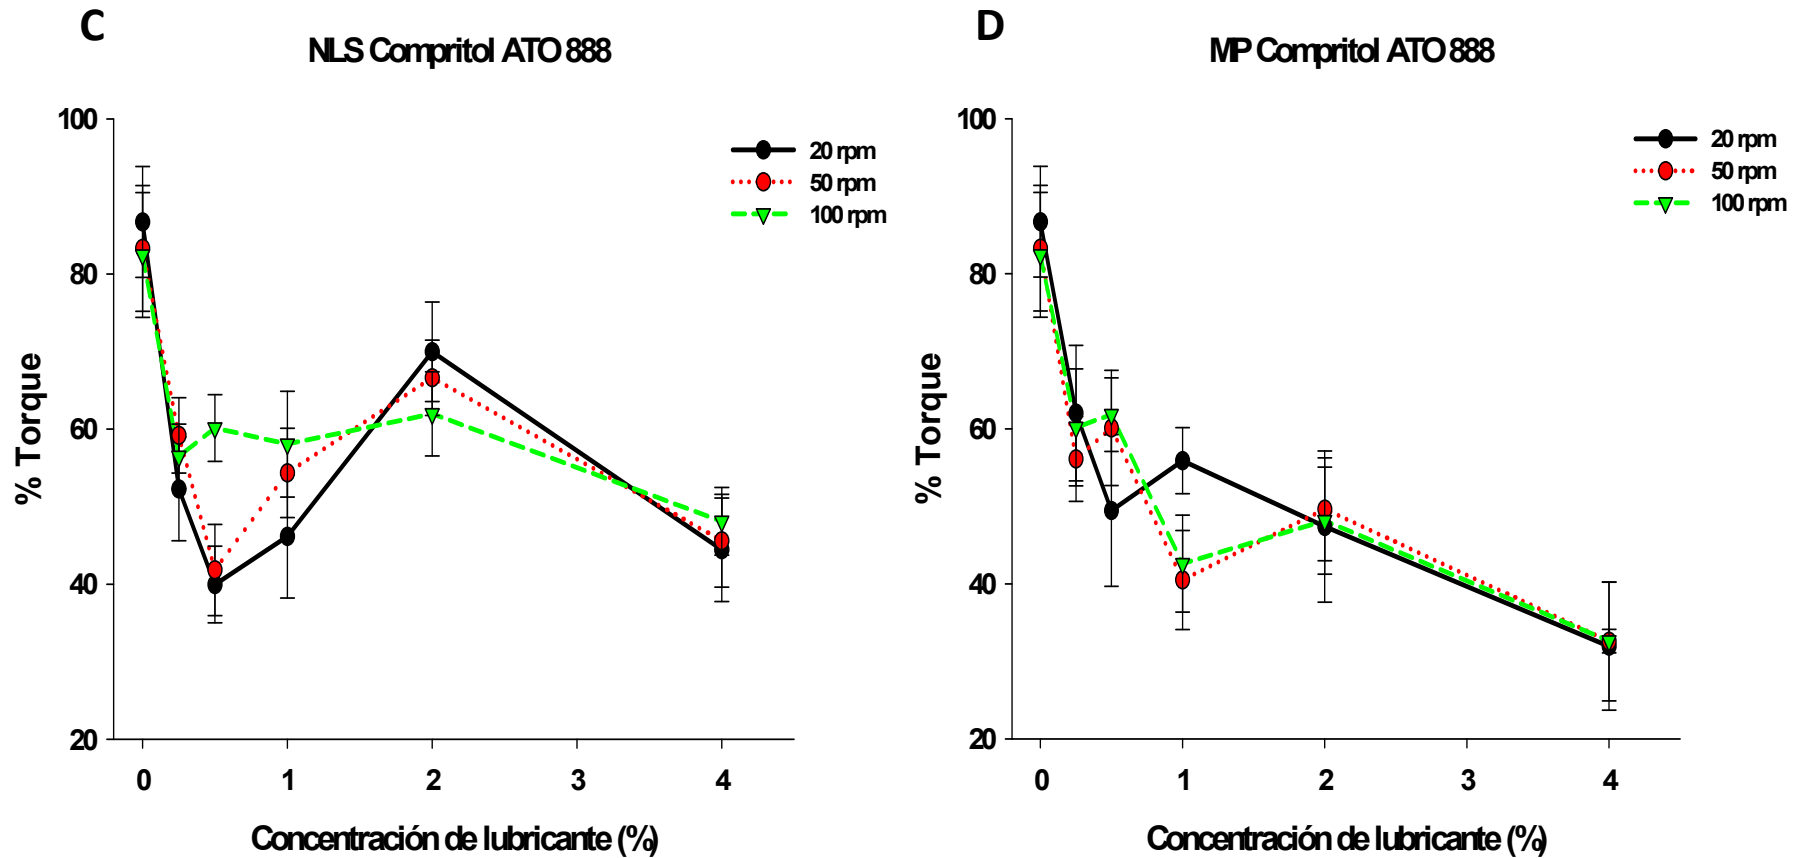 C
NLS Compritol ATO 888
100
80
60
40
20
% Torque
20 rpm
50 rpm
100 rpm
0 1 2 3 4
Concentración de lubricante (%)
D
MP Compritol ATO 888
100
80
60
40
20
% Torque
20 rpm
50 rpm
100 rpm
0 1 2 3 4
Concentración de lubricante (%)